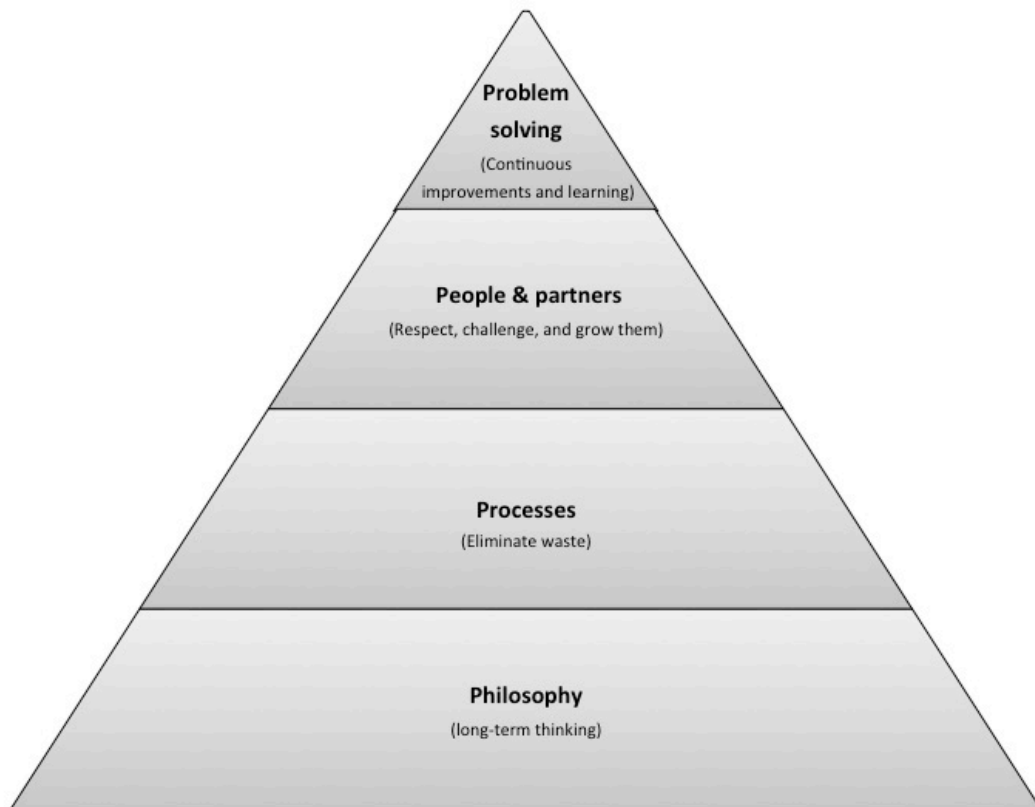 Problem
solving
(Continuous
improvements and learning)
People & partners
(Respect, challenge, and grow them)
Processes
(Eliminate waste)
Philosophy
(long-term thinking)